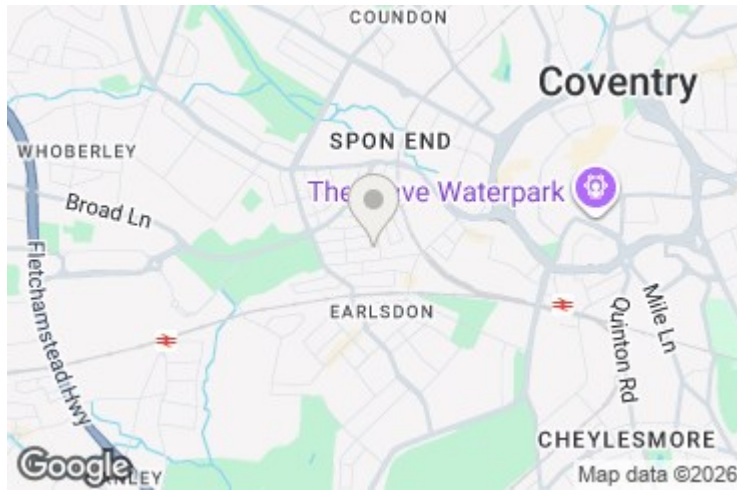 COUNDON
Coventry
SPON END
WHOBERLEY
The Wave Waterpark
Broad Ln
Fletchamstead Hwy
EARLSDON
Quinton Rd
Mile Ln
CHEYLESMORE
Google
Map data ©2026